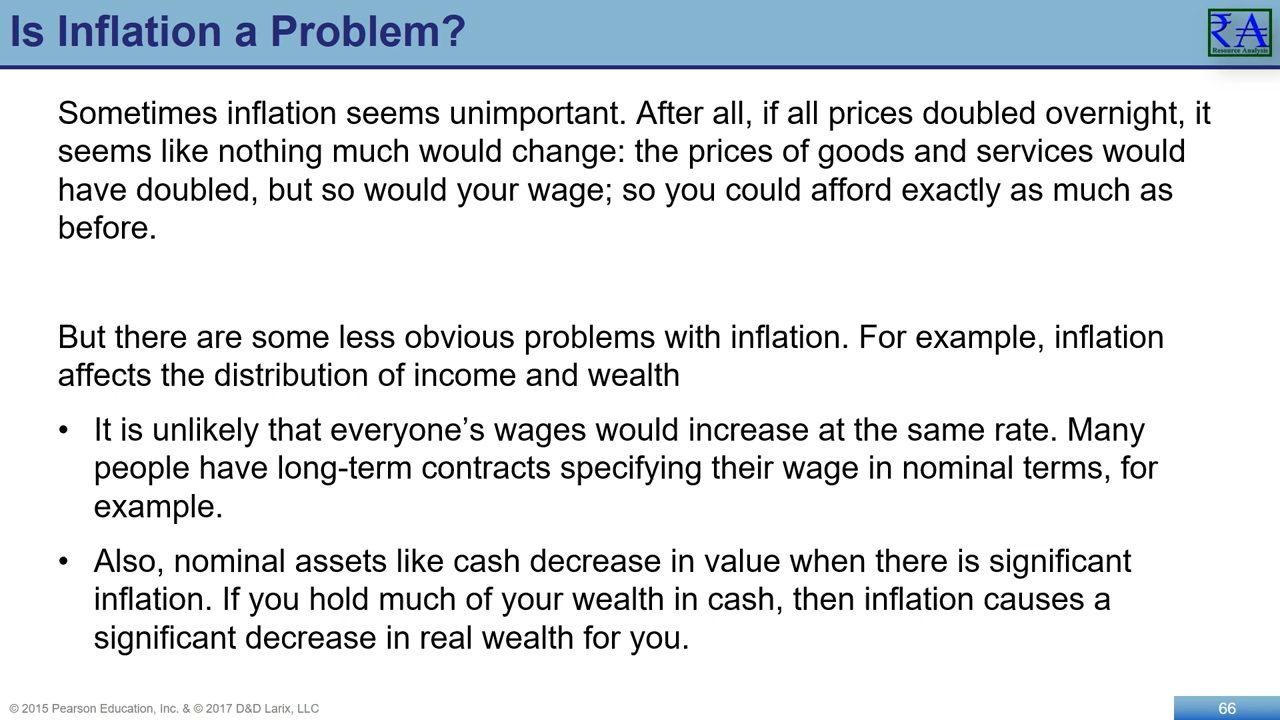 Is Inflation a Problem?
₹A
Resource Analysis
Sometimes inflation seems unimportant. After all, if all prices doubled overnight, it
seems like nothing much would change: the prices of goods and services would
have doubled, but so would your wage; so you could afford exactly as much as
before.
But there are some less obvious problems with inflation. For example, inflation
affects the distribution of income and wealth
• It is unlikely that everyone’s wages would increase at the same rate. Many
people have long-term contracts specifying their wage in nominal terms, for
example.
• Also, nominal assets like cash decrease in value when there is significant
inflation. If you hold much of your wealth in cash, then inflation causes a
significant decrease in real wealth for you.
© 2015 Pearson Education, Inc. & © 2017 D&D Larix, LLC
66